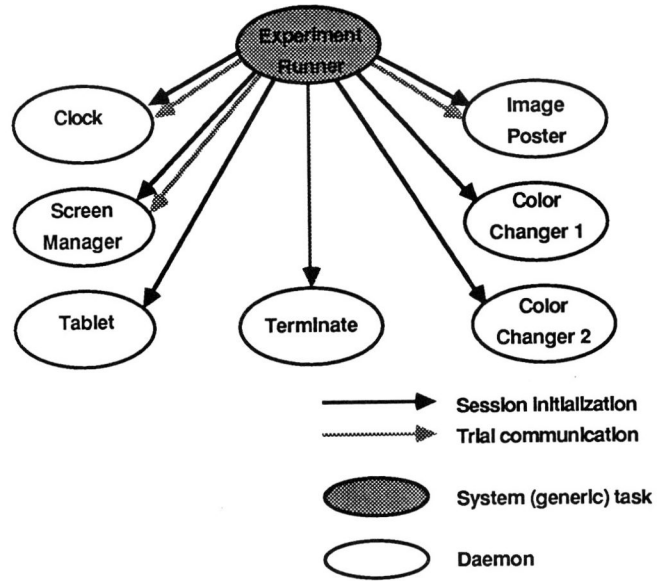 Experiment
Runner
Clock
Image
Poster
Screen
Manager
Color
Changer 1
Tablet
Terminate
Color
Changer 2
Session Initialization
Trial communication
System (generic) task
Daemon